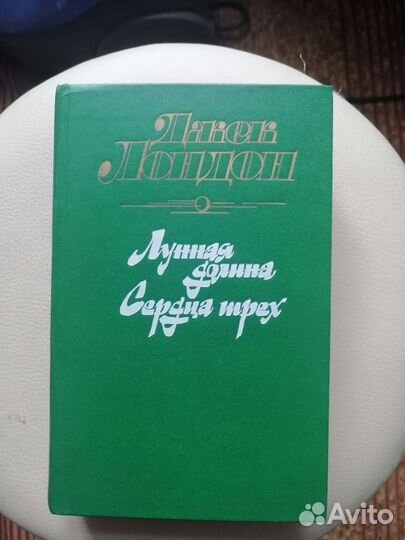 Джек
Лондон
Лунная
долина
Сердца трех
Avito